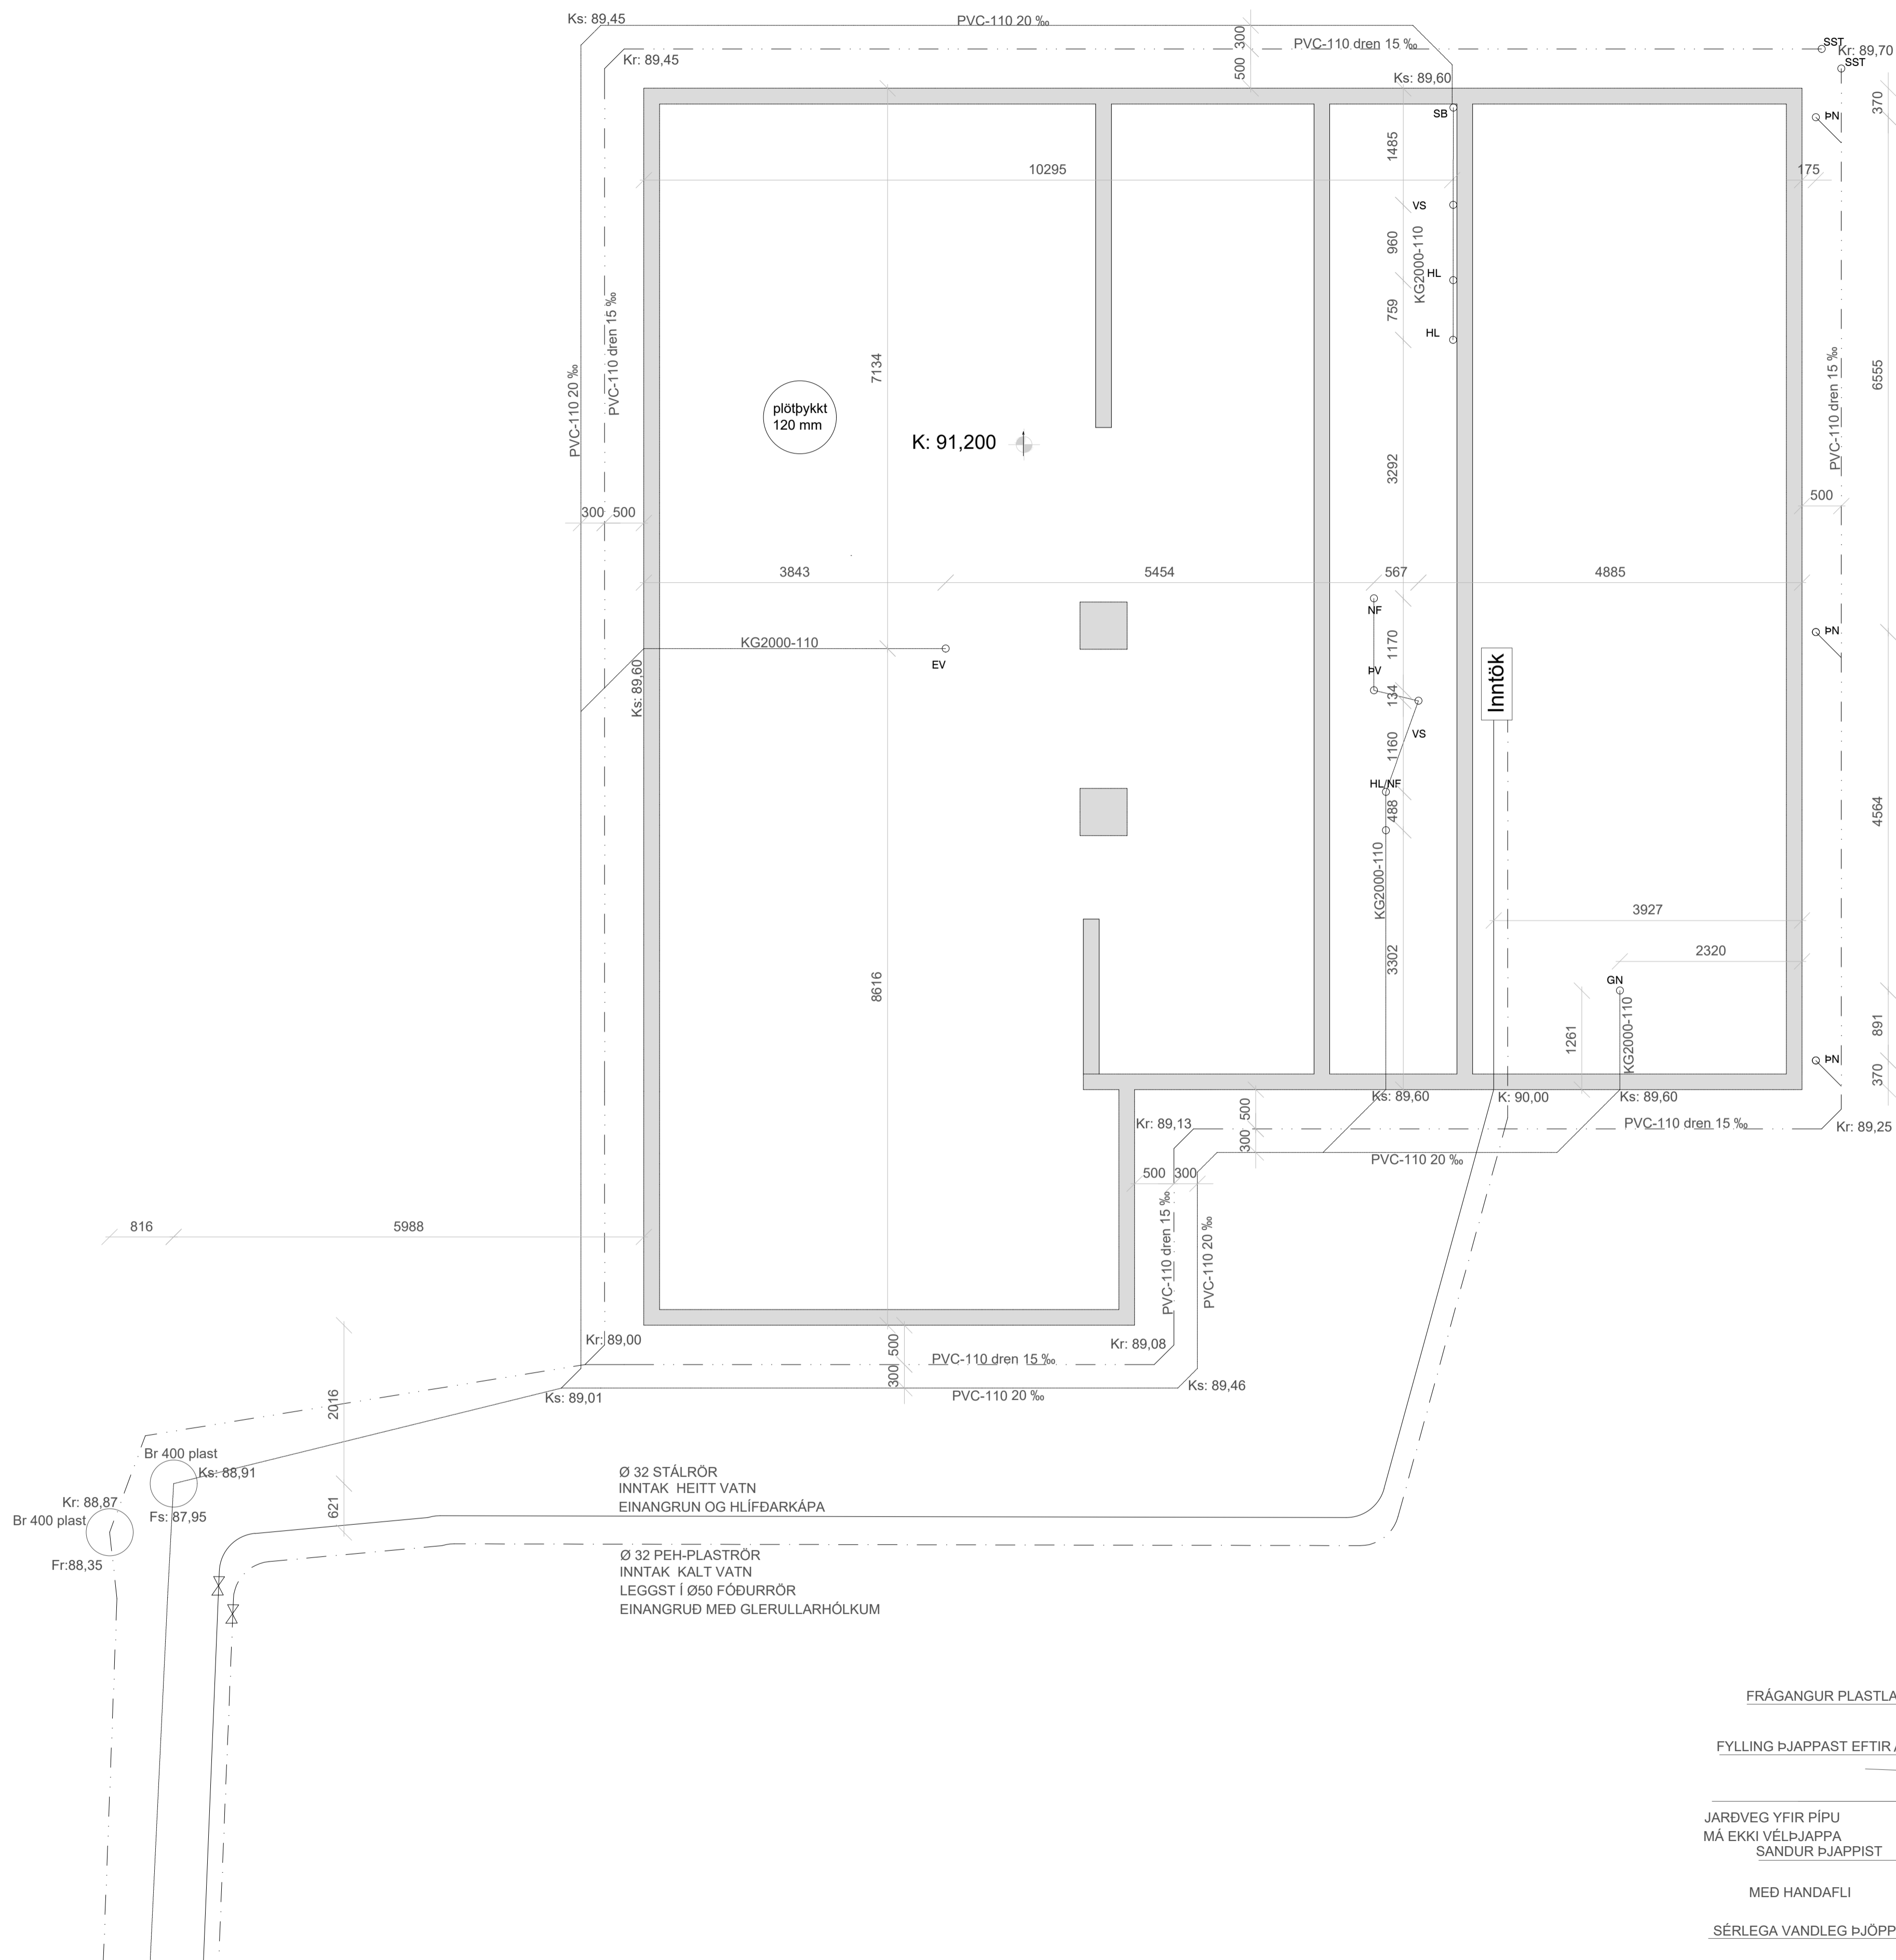 Ks: 89,45
PVC-110 20 ‰
300
500
PVC-110 dren 15 ‰
SST
Kr: 89,70
SST
Kr: 89,45
Ks: 89,60
SB
370
ÞN
1485
10295
175
VS
960
KG2000-110
HL
759
HL
PVC-110 20 ‰
PVC-110 dren 15 ‰
7134
plötþykkt
120 mm
K: 91,200
PVC-110 dren 15 ‰
6555
3292
300
500
500
3843
5454
567
4885
NF
1170
ÞN
KG2000-110
EV
Ks: 89,60
ÞV
134
VS
1160
Inntök
HL/NF
488
KG2000-110
4564
3927
3302
2320
8616
GN
KG2000-110
1261
891
ÞN
370
Ks: 89,60
K: 90,00
Ks: 89,60
Kr: 89,13
500
300
PVC-110 dren 15 ‰
Kr: 89,25
PVC-110 20 ‰
500
300
PVC-110 dren 15 ‰
PVC-110 20 ‰
816
5988
Kr: 89,00
500
300
PVC-110 dren 15 ‰
Kr: 89,08
Ks: 89,01
PVC-110 20 ‰
Ks: 89,46
2016
Br 400 plast
Ks: 88,91
621
Kr: 88,87
Br 400 plast
Fs: 87,95
Fr:88,35
Ø 32 STÁLRÖR
INNTAK HEITT VATN
EINANGRUN OG HLÍFÐARKÁPA
Ø 32 PEH-PLASTRÖR
INNTAK KALT VATN
LEGGST Í Ø50 FÓÐURRÖR
EINANGRUÐ MEÐ GLERULLARHÓLKUM
FRÁGANGUR PLASTLA
FYLLING ÞJAPPAST EFTIR
JARÐVEG YFIR PÍPU
MÁ EKKI VÉLÞJAPPA
SANDUR ÞJAPPIST
MEÐ HANDAFLI
SÉRLEGA VANDLEG ÞJÖPP